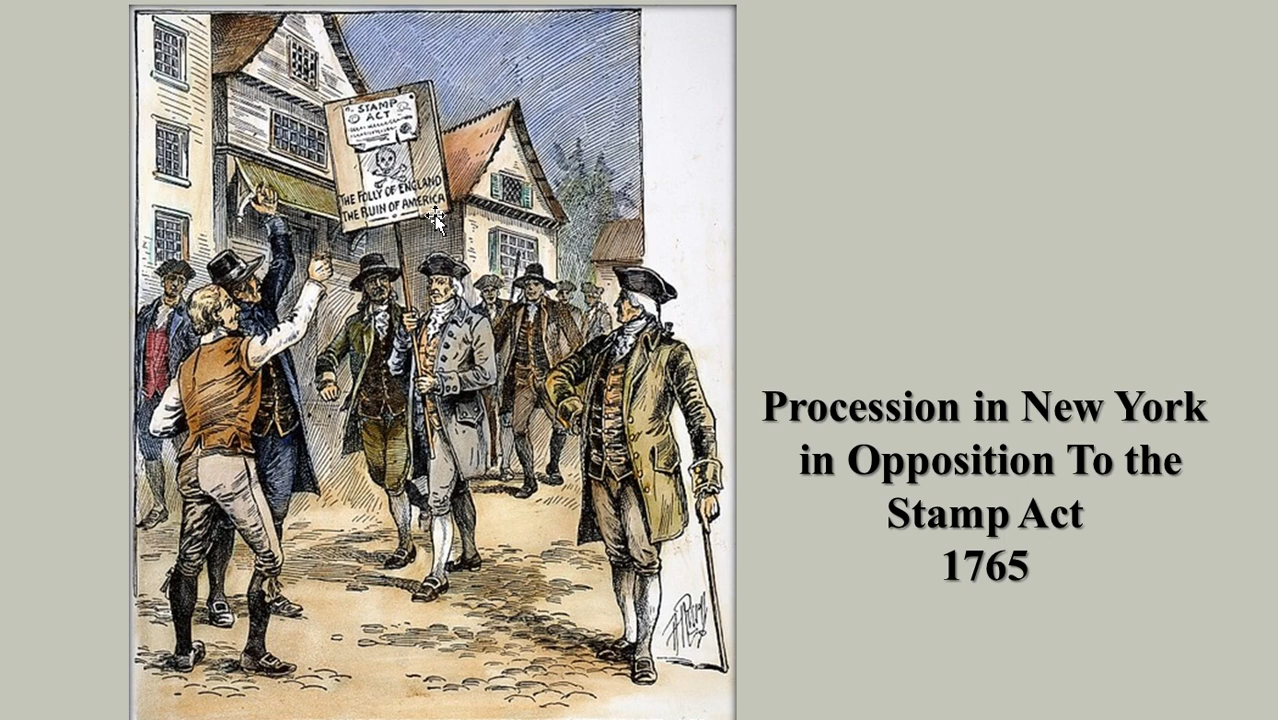 STAMP
ACT
THE FOLLY OF ENGLAND
THE RUIN OF AMERICA
Procession in New York
in Opposition To the
Stamp Act
1765